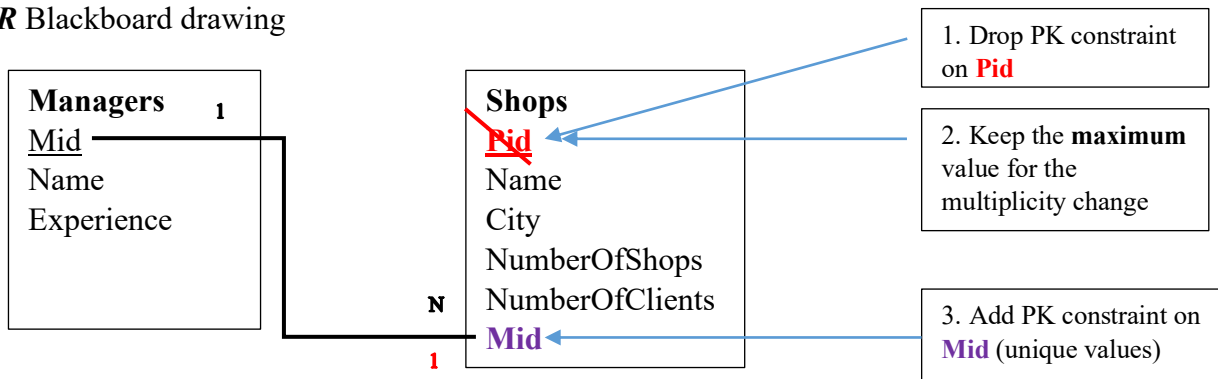 R Blackboard drawing
Managers 1
Mid
Name
Experience
Shops
Pid
Name
City
NumberOfShops
NumberOfClients
N
Mid
1
1. Drop PK constraint
on Pid
2. Keep the maximum
value for the
multiplicity change
3. Add PK constraint on
Mid (unique values)